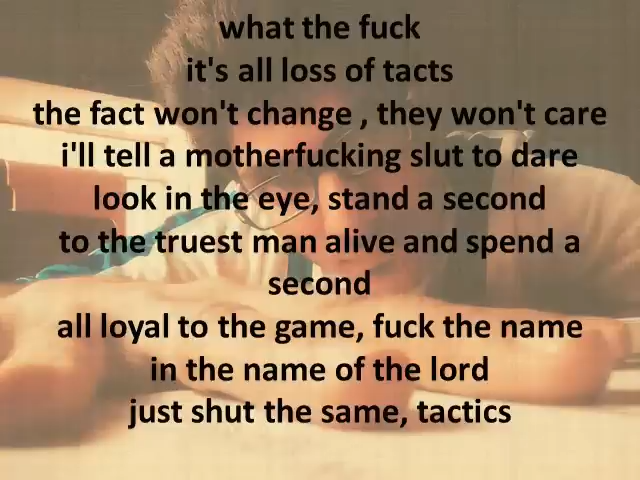 what the fuck
it's all loss of tacts
the fact won't change , they won't care
i'll tell a motherfucking slut to dare
look in the eye, stand a second
to the truest man alive and spend a
second
all loyal to the game, fuck the name
in the name of the lord
just shut the same, tactics